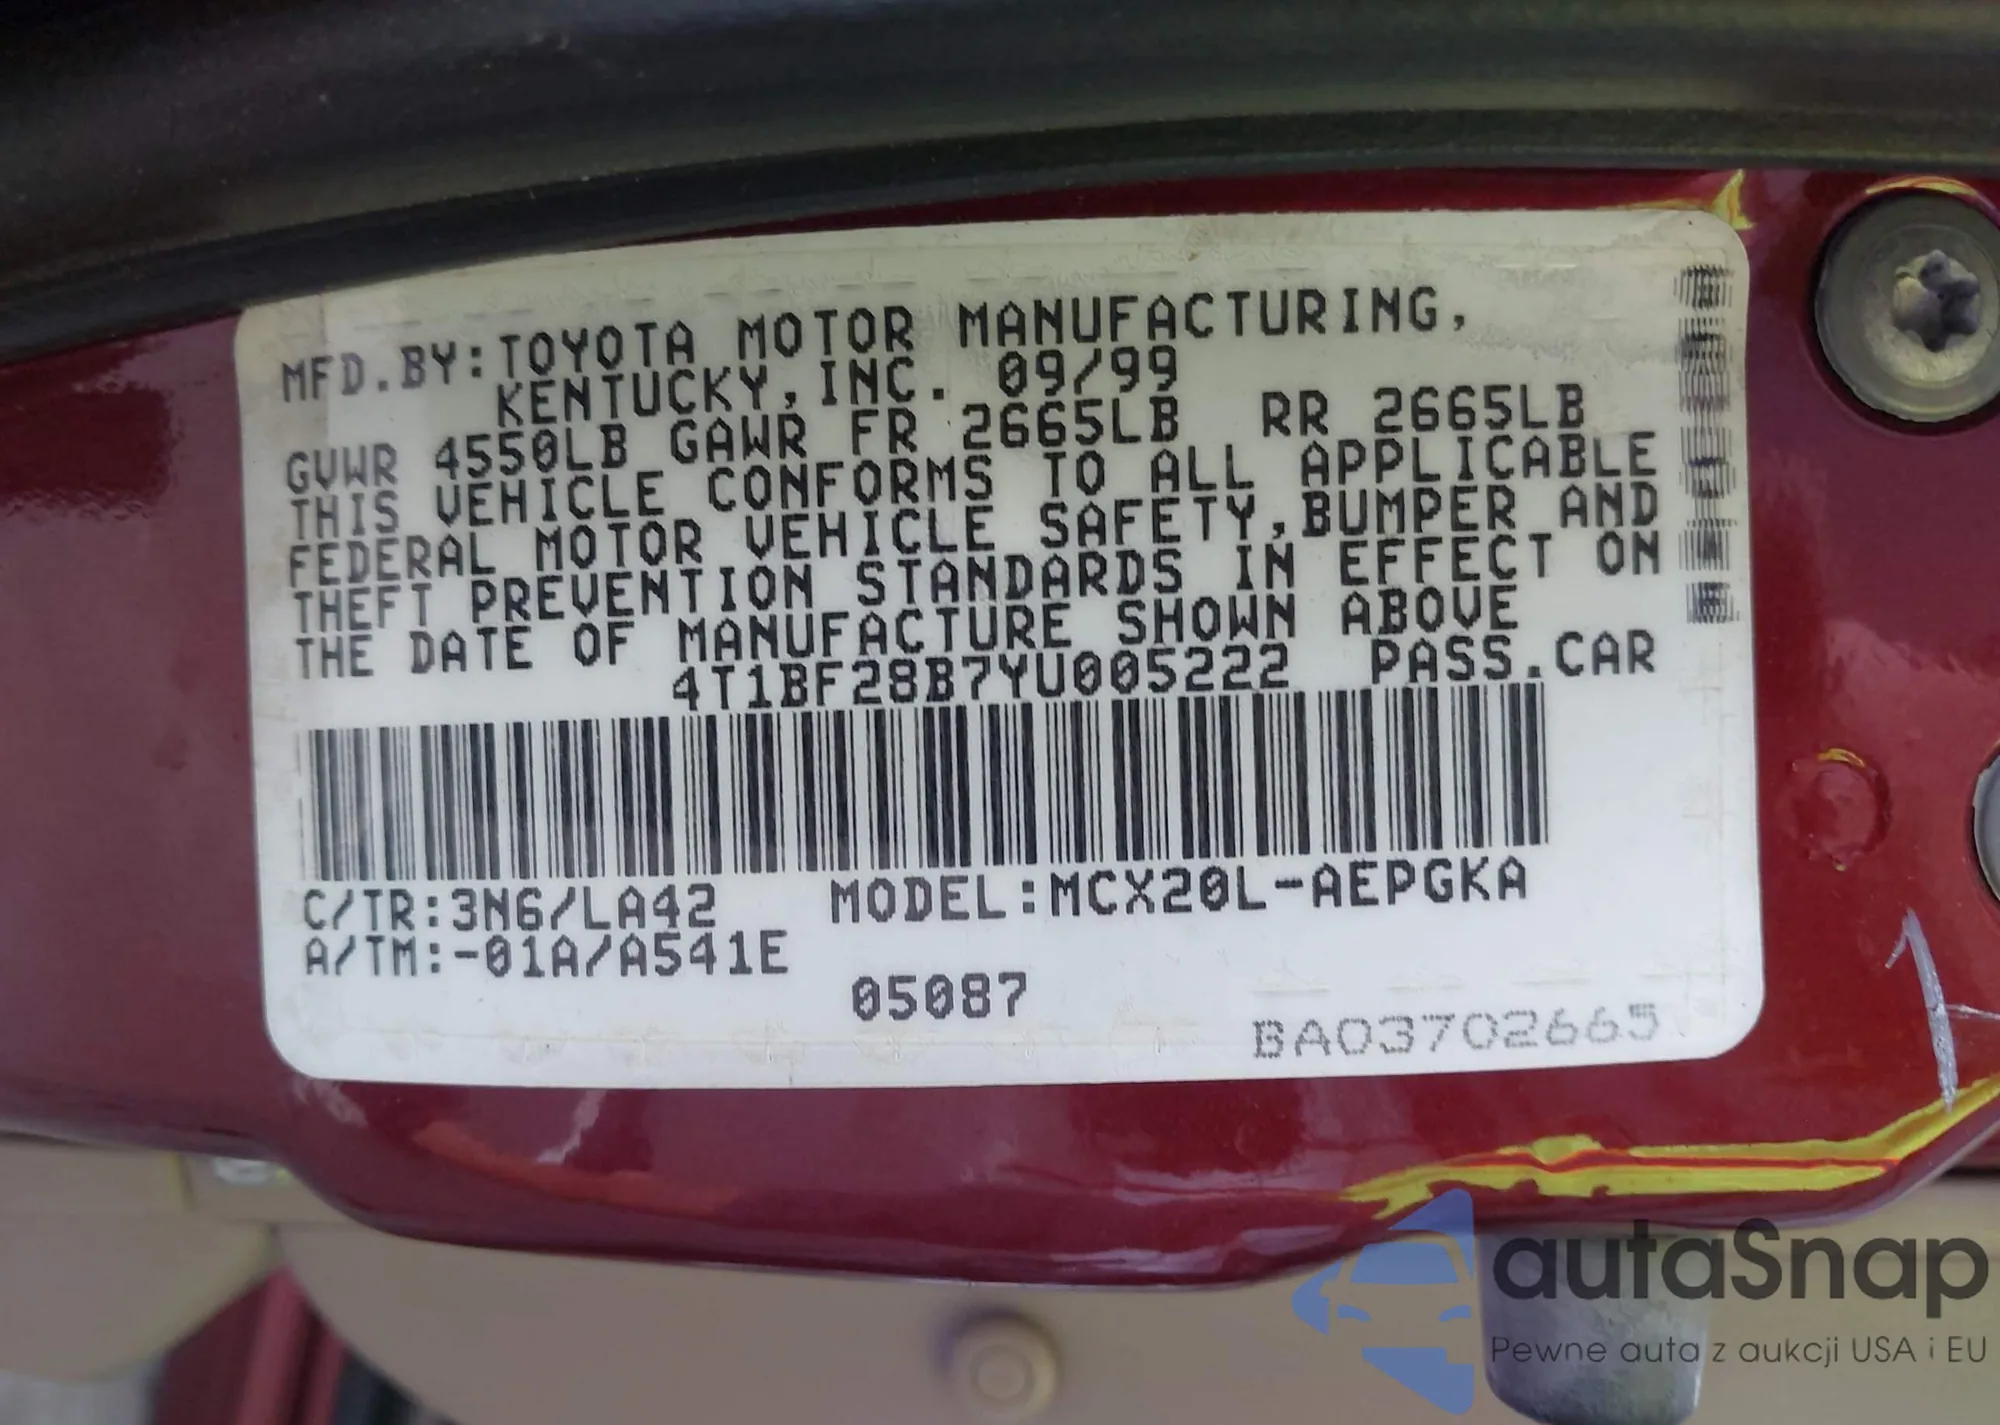 MFD.BY:TOYOTA MOTOR MANUFACTURING,
KENTUCKY,INC. 09/99
GVWR 4550LB GAWR FR 2665LB RR 2665LB
THIS VEHICLE CONFORMS TO ALL APPLICABLE
FEDERAL MOTOR VEHICLE SAFETY,BUMPER AND
THEFT PREVENTION STANDARDS IN EFFECT ON
THE DATE OF MANUFACTURE SHOWN ABOVE
4T1BF28B7YU005222 PASS.CAR
C/TR:3N6/LA42 MODEL:MCX20L-AEPGKA
A/TM:-01A/A541E
05087
BA03702665
1
autaSnap
Pewne auta z aukcji USA i EU